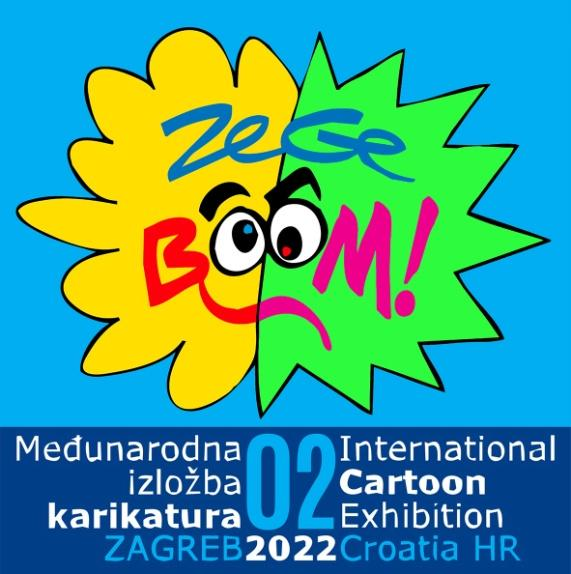 ZeGe
BOOM!
Međunarodna
izložba
karikatura
ZAGREB
02
2022
International
Cartoon
Exhibition
Croatia HR